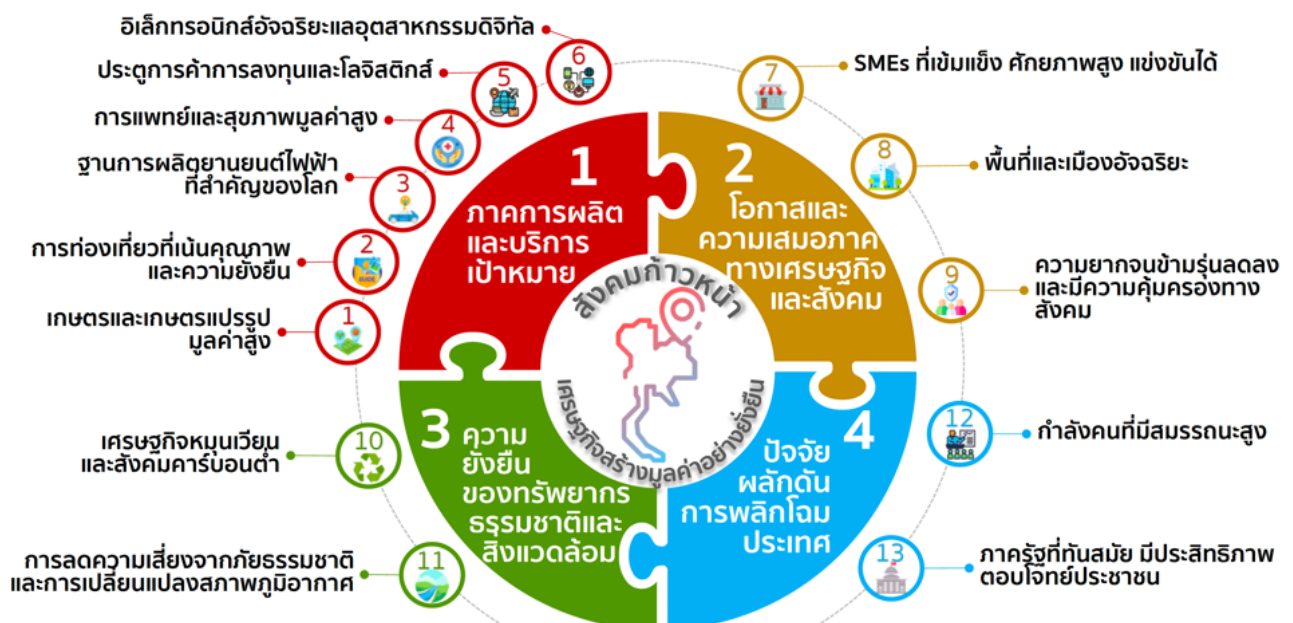 อิเล็กทรอนิกส์อัจฉริยะแลอุตสาหกรรมดิจิทัล
6
ประตูการค้าการลงทุนและโลจิสติกส์
5
การแพทย์และสุขภาพมูลค่าสูง
4
ฐานการผลิตยานยนต์ไฟฟ้า
ที่สำคัญของโลก
3
การท่องเที่ยวที่เน้นคุณภาพ
และความยั่งยืน
2
เกษตรและเกษตรแปรรูป
มูลค่าสูง
1
1
ภาคการผลิต
และบริการ
เป้าหมาย
7
SMEs ที่เข้มแข็ง ศักยภาพสูง แข่งขันได้
8
พื้นที่และเมืองอัจฉริยะ
9
ความยากจนข้ามรุ่นลดลง
และมีความคุ้มครองทาง
สังคม
2
โอกาสและ
ความเสมอภาค
ทางเศรษฐกิจ
และสังคม
สังคมก้าวหน้า
เศรษฐกิจสร้างมูลค่าอย่างยั่งยืน
10
เศรษฐกิจหมุนเวียน
และสังคมคาร์บอนต่ำ
11
การลดความเสี่ยงจากภัยธรรมชาติ
และการเปลี่ยนแปลงสภาพภูมิอากาศ
3 ความ
ยั่งยืน
ของทรัพยากร
ธรรมชาติและ
สิ่งแวดล้อม
4
ปัจจัย
ผลักดัน
การพลิกโฉม
ประเทศ
12
กำลังคนที่มีสมรรถนะสูง
13
ภาครัฐที่ทันสมัย มีประสิทธิภาพ
ตอบโจทย์ประชาชน